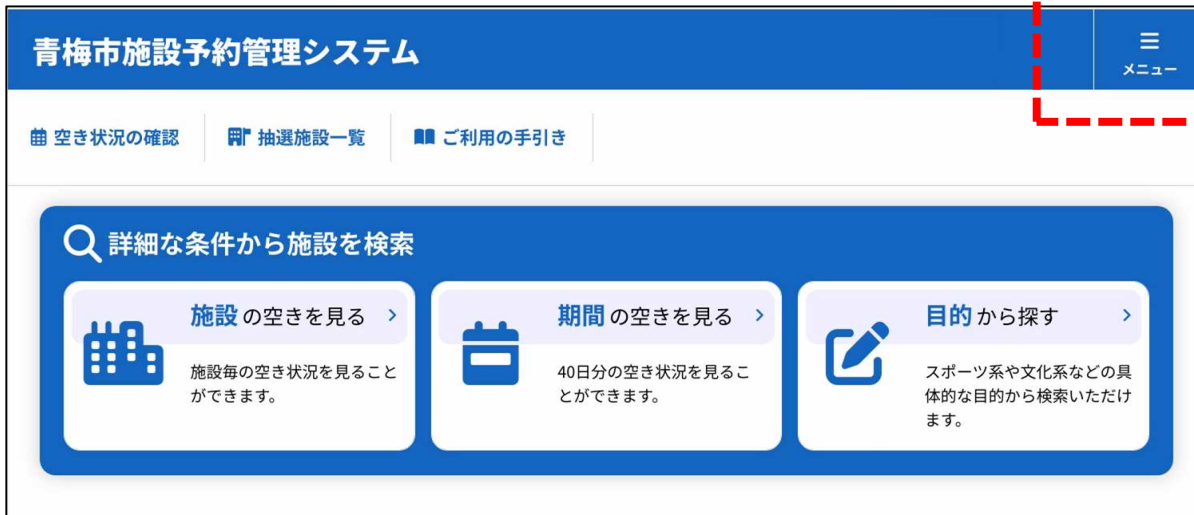 青梅市施設予約管理システム
メニュー
空き状況の確認
抽選施設一覧
ご利用の手引き
詳細な条件から施設を検索
施設の空きを見る
施設毎の空き状況を見ること
ができます。
期間の空きを見る
40日分の空き状況を見るこ
とができます。
目的から探す
スポーツ系や文化系などの具
体的な目的から検索いただけ
ます。